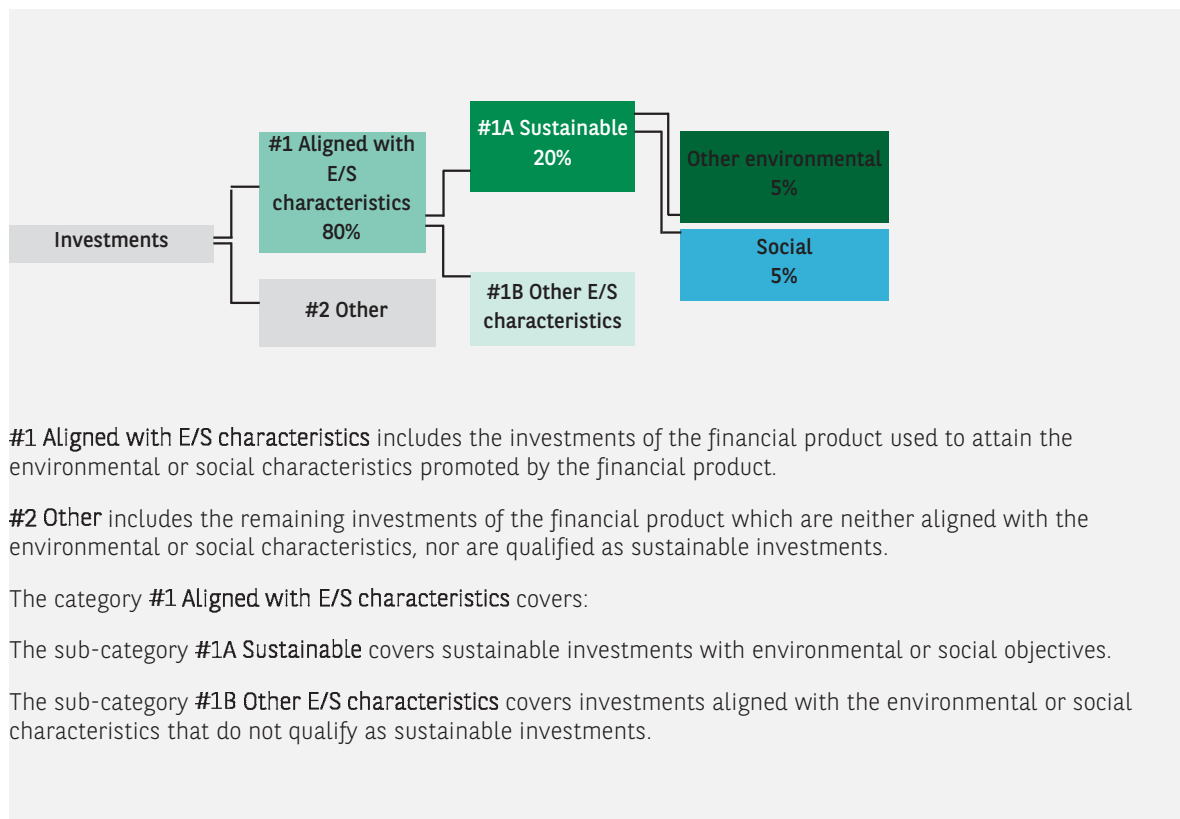 #1A Sustainable
20%
#1 Aligned with
E/S
characteristics
80%
Other environmental
5%
Investments
Social
5%
#2 Other
#1B Other E/S
characteristics
#1 Aligned with E/S characteristics includes the investments of the financial product used to attain the
environmental or social characteristics promoted by the financial product.
#2 Other includes the remaining investments of the financial product which are neither aligned with the
environmental or social characteristics, nor are qualified as sustainable investments.
The category #1 Aligned with E/S characteristics covers:
The sub-category #1A Sustainable covers sustainable investments with environmental or social objectives.
The sub-category #1B Other E/S characteristics covers investments aligned with the environmental or social
characteristics that do not qualify as sustainable investments.